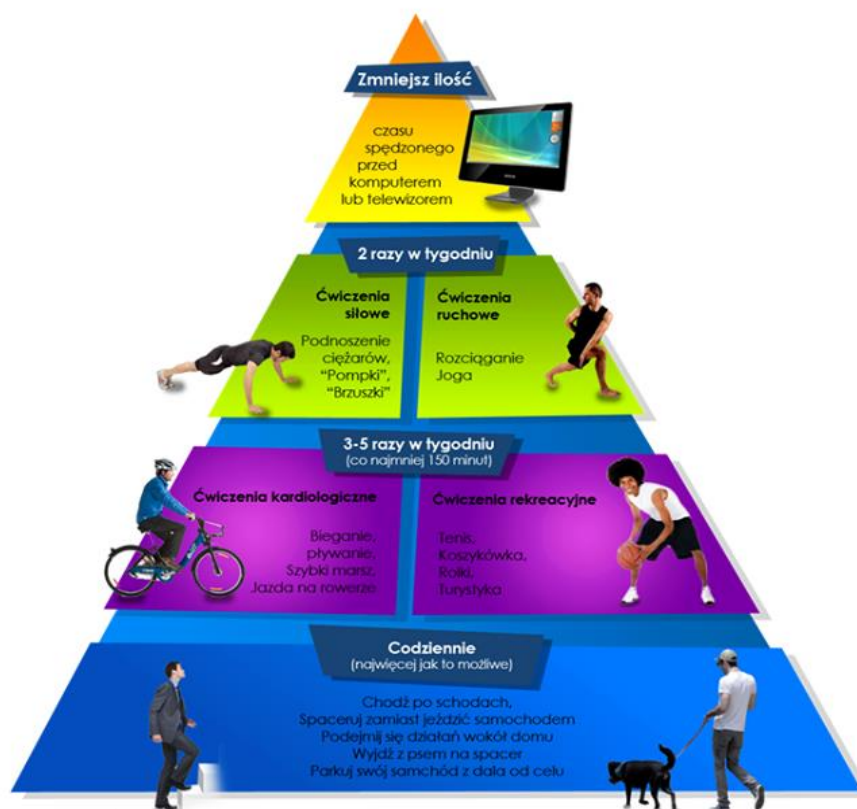 Zmniejsz ilość
czasu
spędzonego
przed
komputerem
lub telewizorem
2 razy w tygodniu
Ćwiczenia
siłowe
Podnoszenie
ciężarów,
"Pompki",
"Brzuszki"
Ćwiczenia
ruchowe
Rozciąganie
Joga
3-5 razy w tygodniu
(co najmniej 150 minut)
Ćwiczenia kardiologiczne
Bieganie,
pływanie,
Szybki marsz,
Jazda na rowerze
Ćwiczenia rekreacyjne
Tenis,
Koszykówka,
Rolki,
Turystyka
Codziennie
(najwięcej jak to możliwe)
Chodź po schodach,
Spaceruj zamiast jeździć samochodem
Podejmij się działań wokół domu
Wyjdź z psem na spacer
Parkuj swój samchód z dala od celu